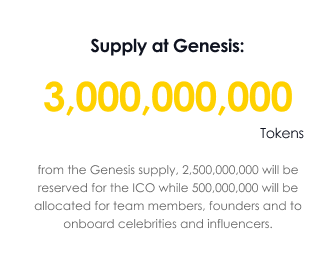 Supply at Genesis:
3,000,000,000
Tokens
from the Genesis supply, 2,500,000,000 will be
reserved for the ICO while 500,000,000 will be
allocated for team members, founders and to
onboard celebrities and influencers.